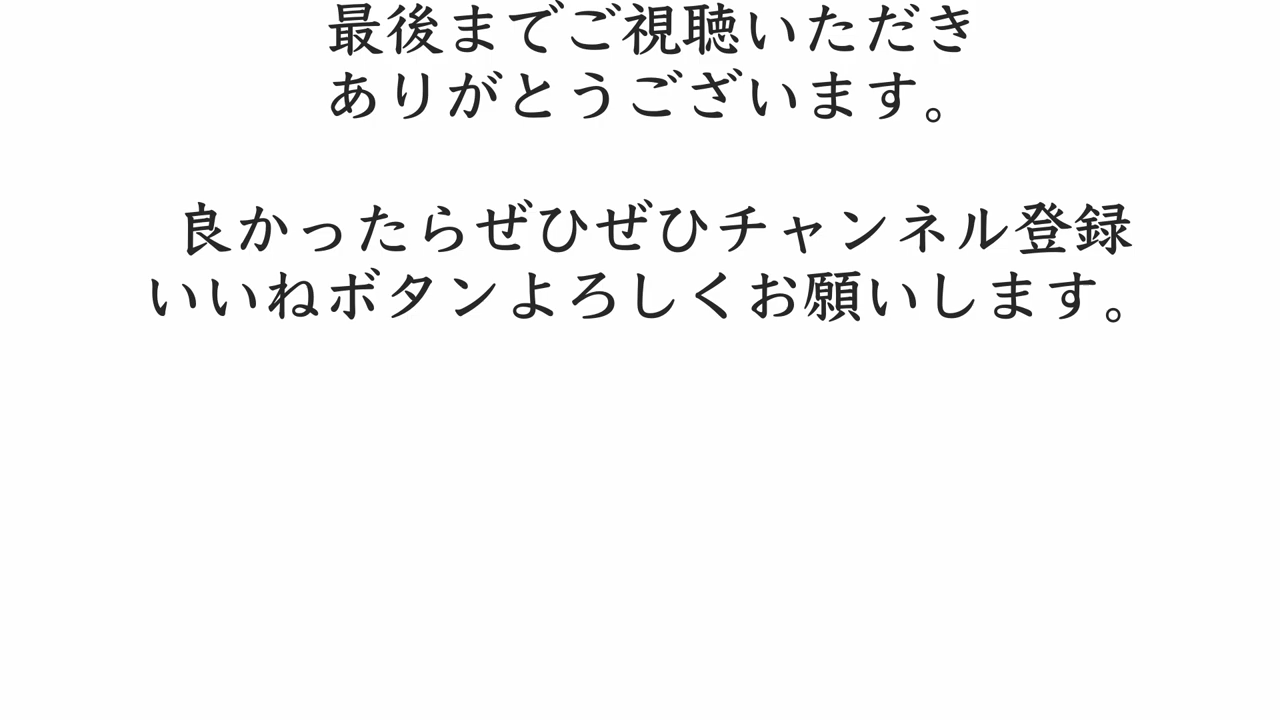 最後までご視聴いただき
ありがとうございます。
良かったらぜひぜひチャンネル登録
いいねボタンよろしくお願いします。